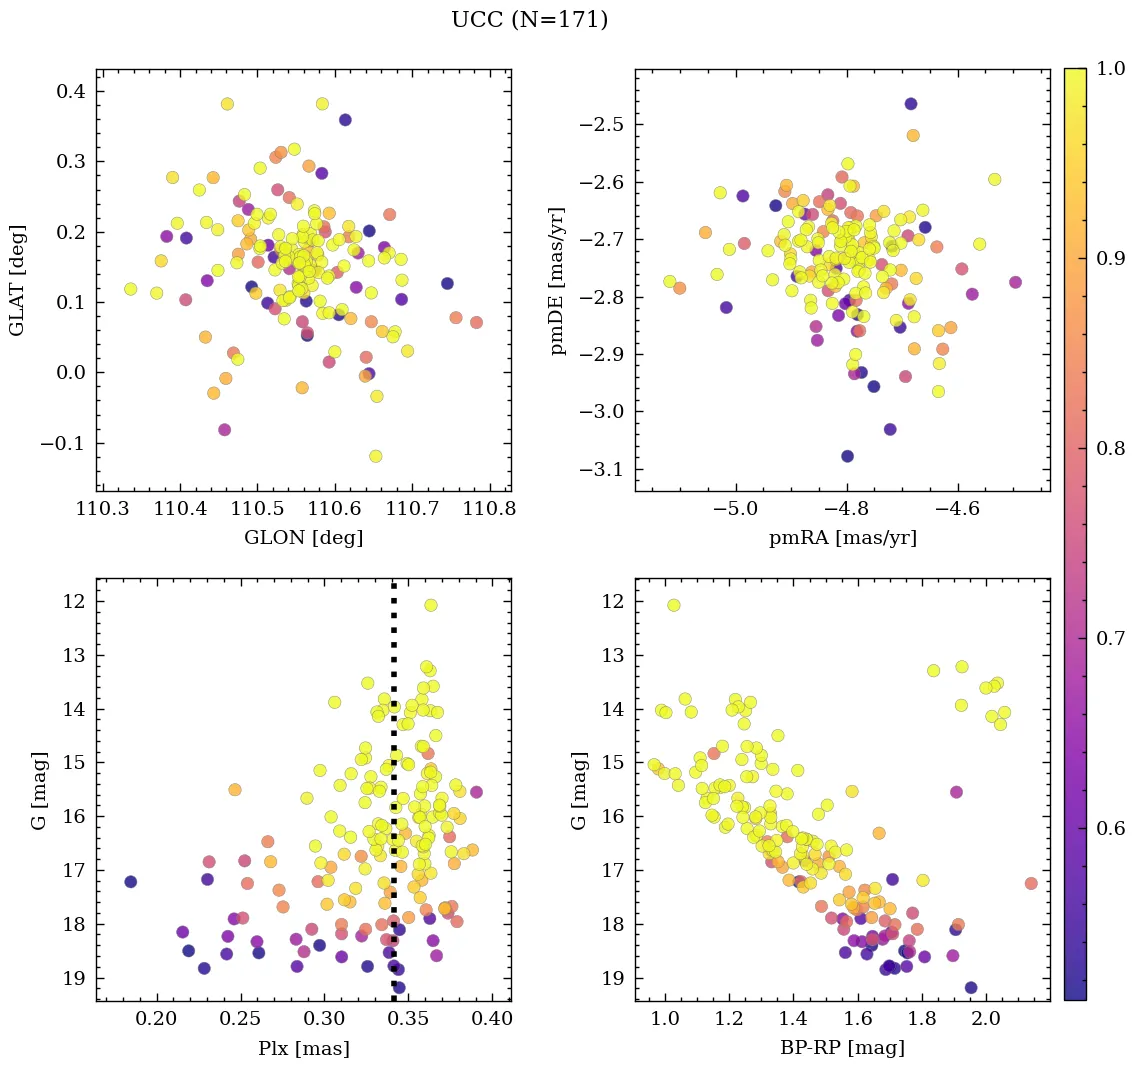 UCC (N=171)
0.4
0.3
0.2
0.1
0.0
−0.1
GLAT [deg]
110.3 110.4 110.5 110.6 110.7 110.8
GLON [deg]
−2.5
−2.6
−2.7
−2.8
−2.9
−3.0
−3.1
pmDE [mas/yr]
−5.0 −4.8 −4.6
pmRA [mas/yr]
12
13
14
15
16
17
18
19
G [mag]
0.20 0.25 0.30 0.35 0.40
Plx [mas]
12
13
14
15
16
17
18
19
G [mag]
1.0 1.2 1.4 1.6 1.8 2.0
BP-RP [mag]
1.0
0.9
0.8
0.7
0.6